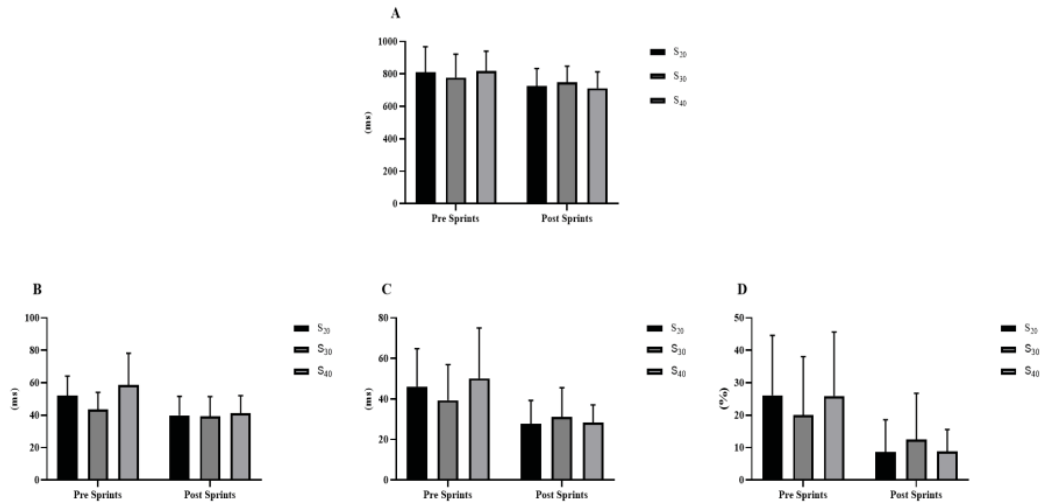 A
1000
800
600
400
200
0
(ms)
Pre Sprints
Post Sprints
S₂₀
S₃₀
S₄₀
B
100
80
60
40
20
0
(ms)
Pre Sprints
Post Sprints
S₂₀
S₃₀
S₄₀
C
80
60
40
20
0
(ms)
Pre Sprints
Post Sprints
S₂₀
S₃₀
S₄₀
D
50
40
30
20
10
0
(%)
Pre Sprints
Post Sprints
S₂₀
S₃₀
S₄₀